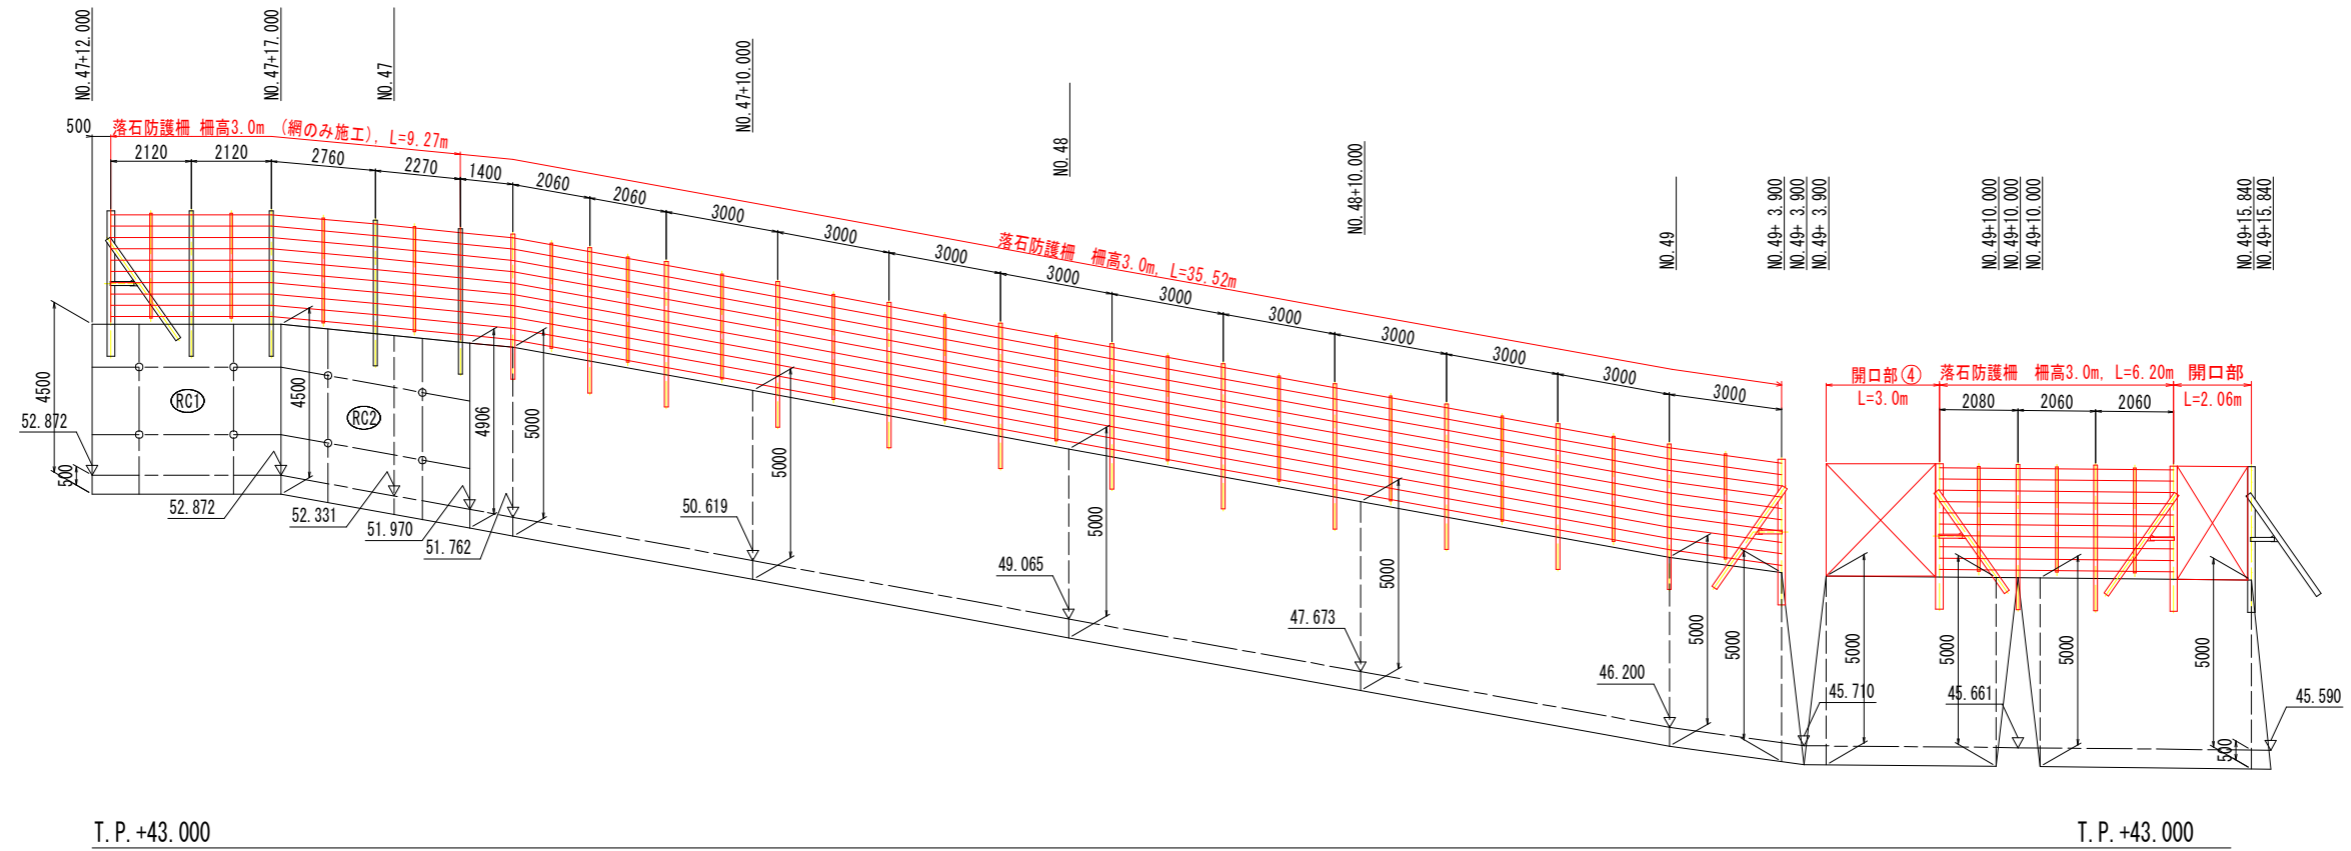 NO.47+12.000
NO.47+17.000
NO.47
NO.47+10.000
NO.48
NO.48+10.000
NO.49
NO.49+ 3.900
NO.49+ 3.900
NO.49+ 3.900
NO.49+10.000
NO.49+10.000
NO.49+10.000
NO.49+15.840
NO.49+15.840
500
落石防護柵 柵高3.0m (網のみ施工), L=9.27m
2120
2120
2760
2270
1400
2060
2060
3000
3000
3000
3000
3000
3000
3000
3000
3000
落石防護柵 柵高3.0m, L=35.52m
開口部④
L=3.0m
落石防護柵 柵高3.0m, L=6.20m
2080
2060
2060
開口部
L=2.06m
4500
500
RC1
4500
RC2
4906
5000
5000
5000
5000
5000
5000
5000
5000
5000
5000
500
52.872
52.872
52.331
51.970
51.762
50.619
49.065
47.673
46.200
45.710
45.661
45.590
T.P.+43.000
T.P.+43.000